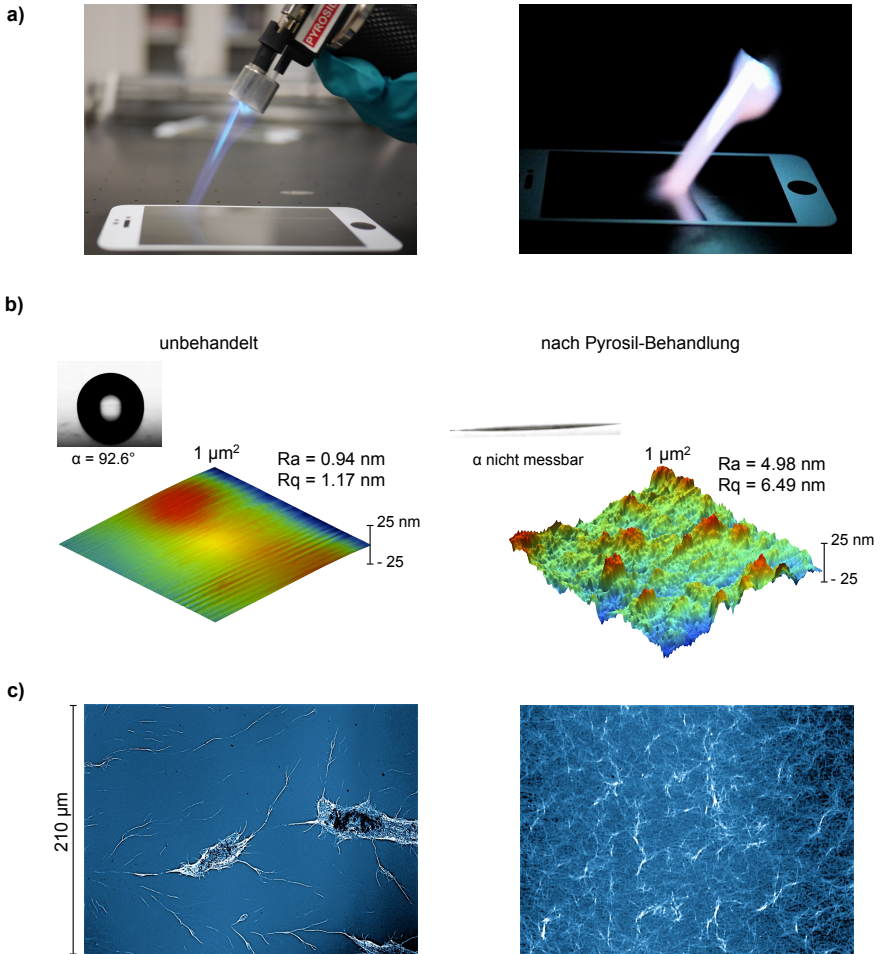 a)
PYROSIL
b)
unbehandelt
nach Pyrosil-Behandlung
α = 92.6°
1 µm²
Ra = 0.94 nm
Rq = 1.17 nm
25 nm
- 25
α nicht messbar
1 µm²
Ra = 4.98 nm
Rq = 6.49 nm
25 nm
- 25
c)
210 µm